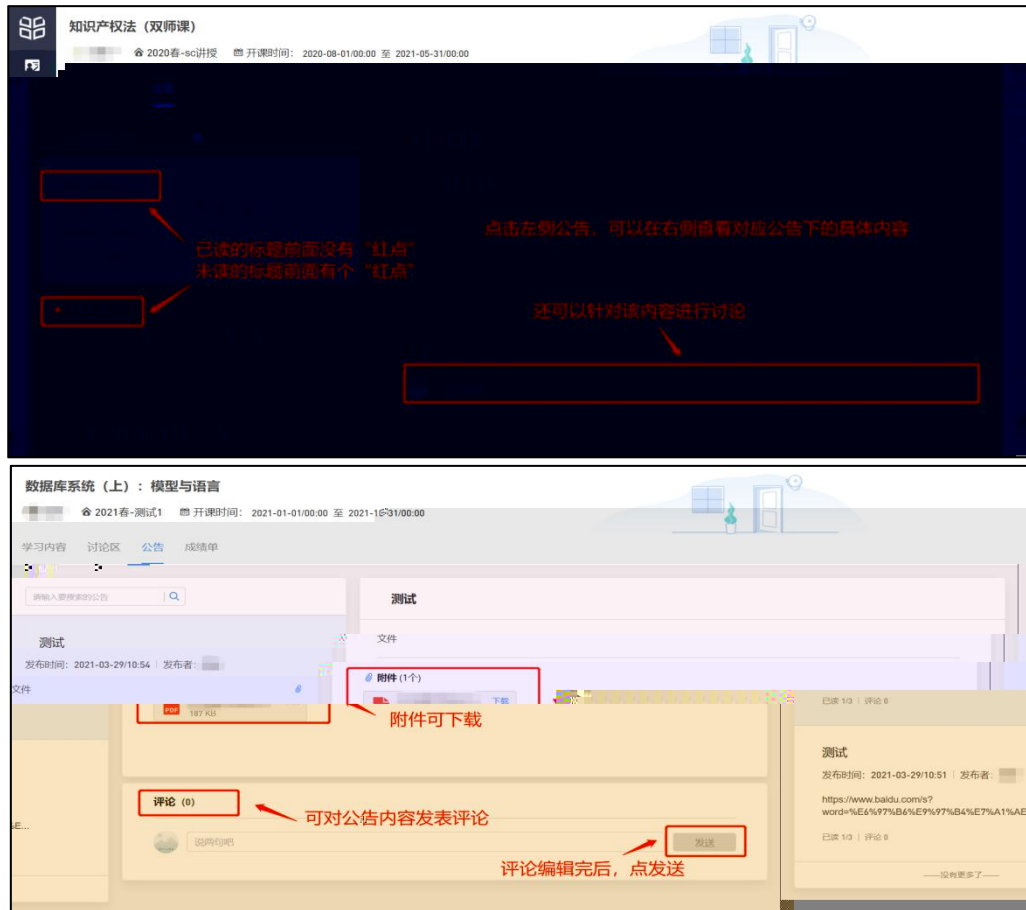 知识产权法（双师课）
2020春-sc讲授 开课时间： 2020-08-01/00:00 至 2021-05-31/00:00
点击左侧公告，可以在右侧查看对应公告下的具体内容
已读的标题前面没有“红点”
未读的标题前面有个“红点”
还可以针对该内容进行讨论
数据库系统（上）：模型与语言
2021春-测试1 开课时间： 2021-01-01/00:00 至
学习内容 讨论区 公告 成绩单
请输入要搜索的公告
测试
测试
文件
发布时间：2021-03-29/10:54 发布者：
附件 (1个)
文件
下载
PDF 187 KB
附件可下载
已读 1/3 评论 0
测试
发布时间：2021-03-29/10:51 发布者：
评论（0）
可对公告内容发表评论
https://www.baidu.com/s?
word=%E6%97%B6%E9%97%B4%E7%A1%AE
说两句吧
发送
已读 1/3 评论 0
评论编辑完后，点发送
——没有更多了——